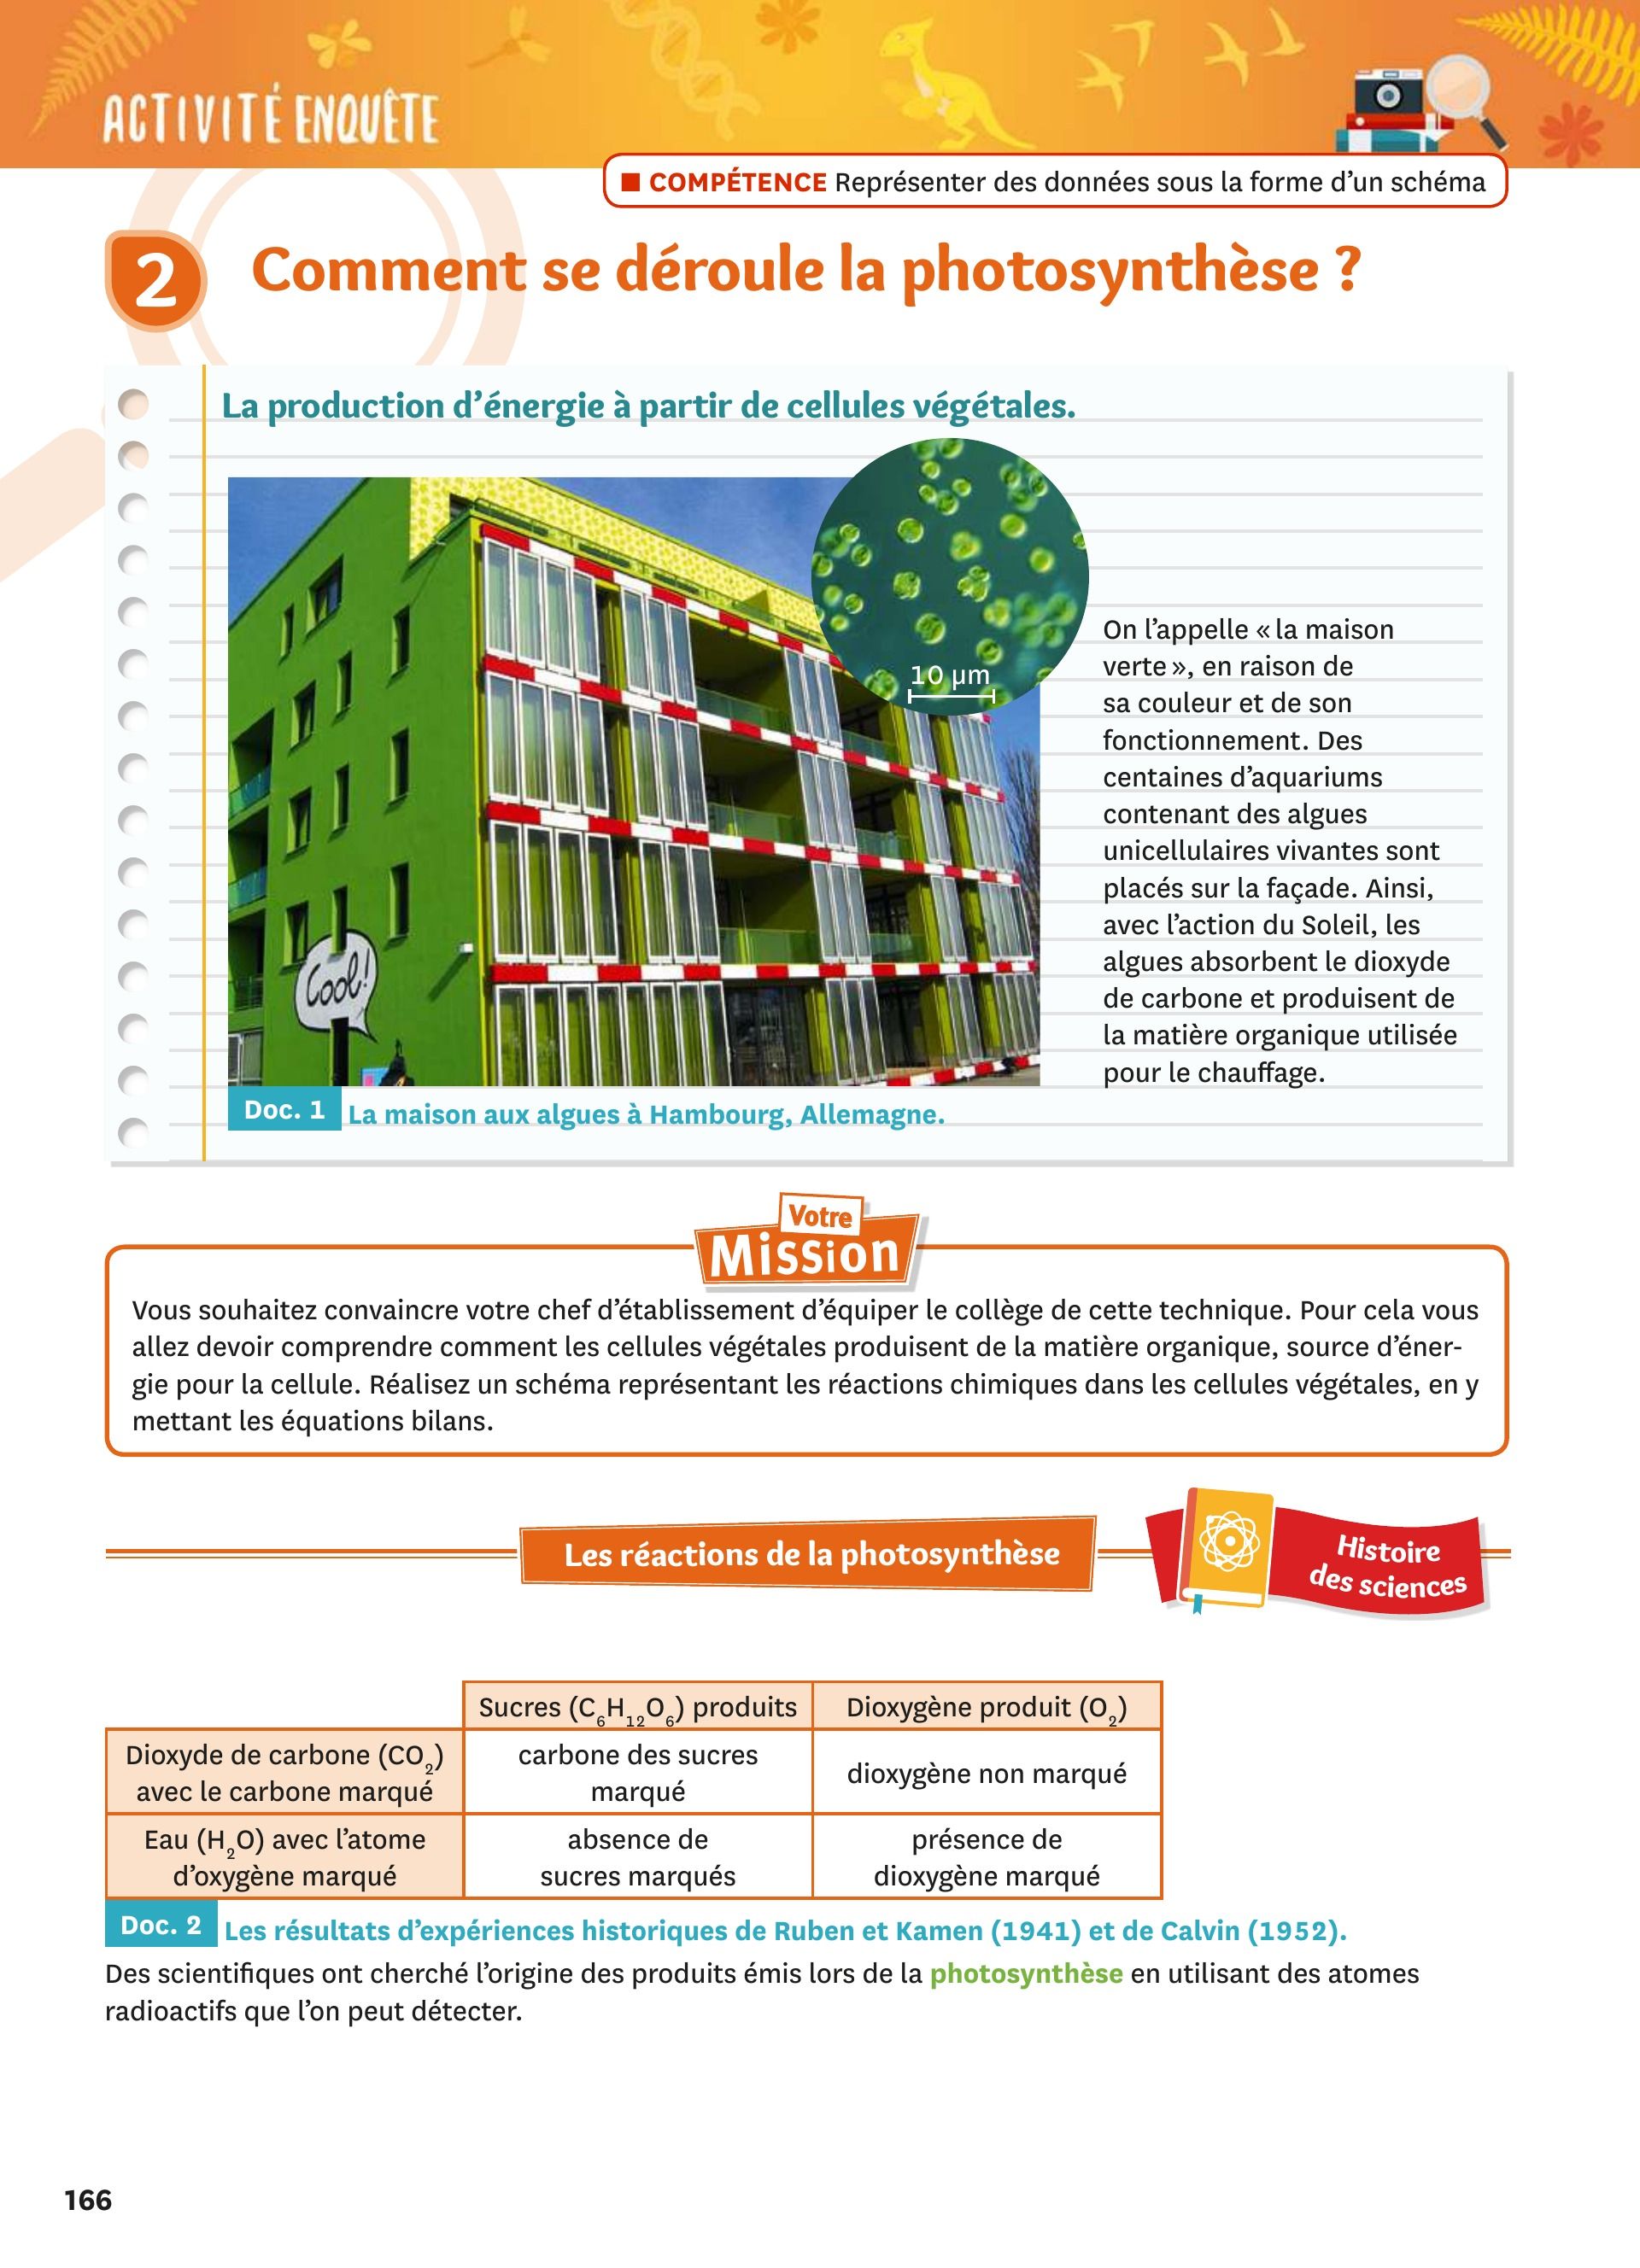 ACTIVITÉ ENQUÊTE
COMPÉTENCE Représenter des données sous la forme d'un schéma
2 Comment se déroule la photosynthèse ?
La production d'énergie à partir de cellules végétales.
10 µm
Cool!
On l'appelle « la maison
verte », en raison de
sa couleur et de son
fonctionnement. Des
centaines d'aquariums
contenant des algues
unicellulaires vivantes sont
placés sur la façade. Ainsi,
avec l'action du Soleil, les
algues absorbent le dioxyde
de carbone et produisent de
la matière organique utilisée
pour le chauffage.
Doc. 1 La maison aux algues à Hambourg, Allemagne.
Votre
Mission
Vous souhaitez convaincre votre chef d'établissement d'équiper le collège de cette technique. Pour cela vous
allez devoir comprendre comment les cellules végétales produisent de la matière organique, source d'éner-
gie pour la cellule. Réalisez un schéma représentant les réactions chimiques dans les cellules végétales, en y
mettant les équations bilans.
Les réactions de la photosynthèse
Histoire
des sciences
Sucres (C₆H₁₂O₆) produits
Dioxygène produit (O₂)
Dioxyde de carbone (CO₂)
avec le carbone marqué
carbone des sucres
marqué
dioxygène non marqué
Eau (H₂O) avec l'atome
d'oxygène marqué
absence de
sucres marqués
présence de
dioxygène marqué
Doc. 2 Les résultats d'expériences historiques de Ruben et Kamen (1941) et de Calvin (1952).
Des scientifiques ont cherché l'origine des produits émis lors de la photosynthèse en utilisant des atomes
radioactifs que l'on peut détecter.
166